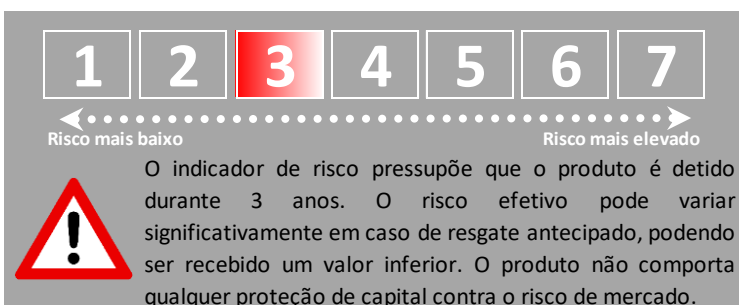 1 2 3 4 5 6 7
Risco mais baixo Risco mais elevado
O indicador de risco pressupõe que o produto é detido
durante 3 anos. O risco efetivo pode variar
significativamente em caso de resgate antecipado, podendo
ser recebido um valor inferior. O produto não comporta
qualquer proteção de capital contra o risco de mercado.